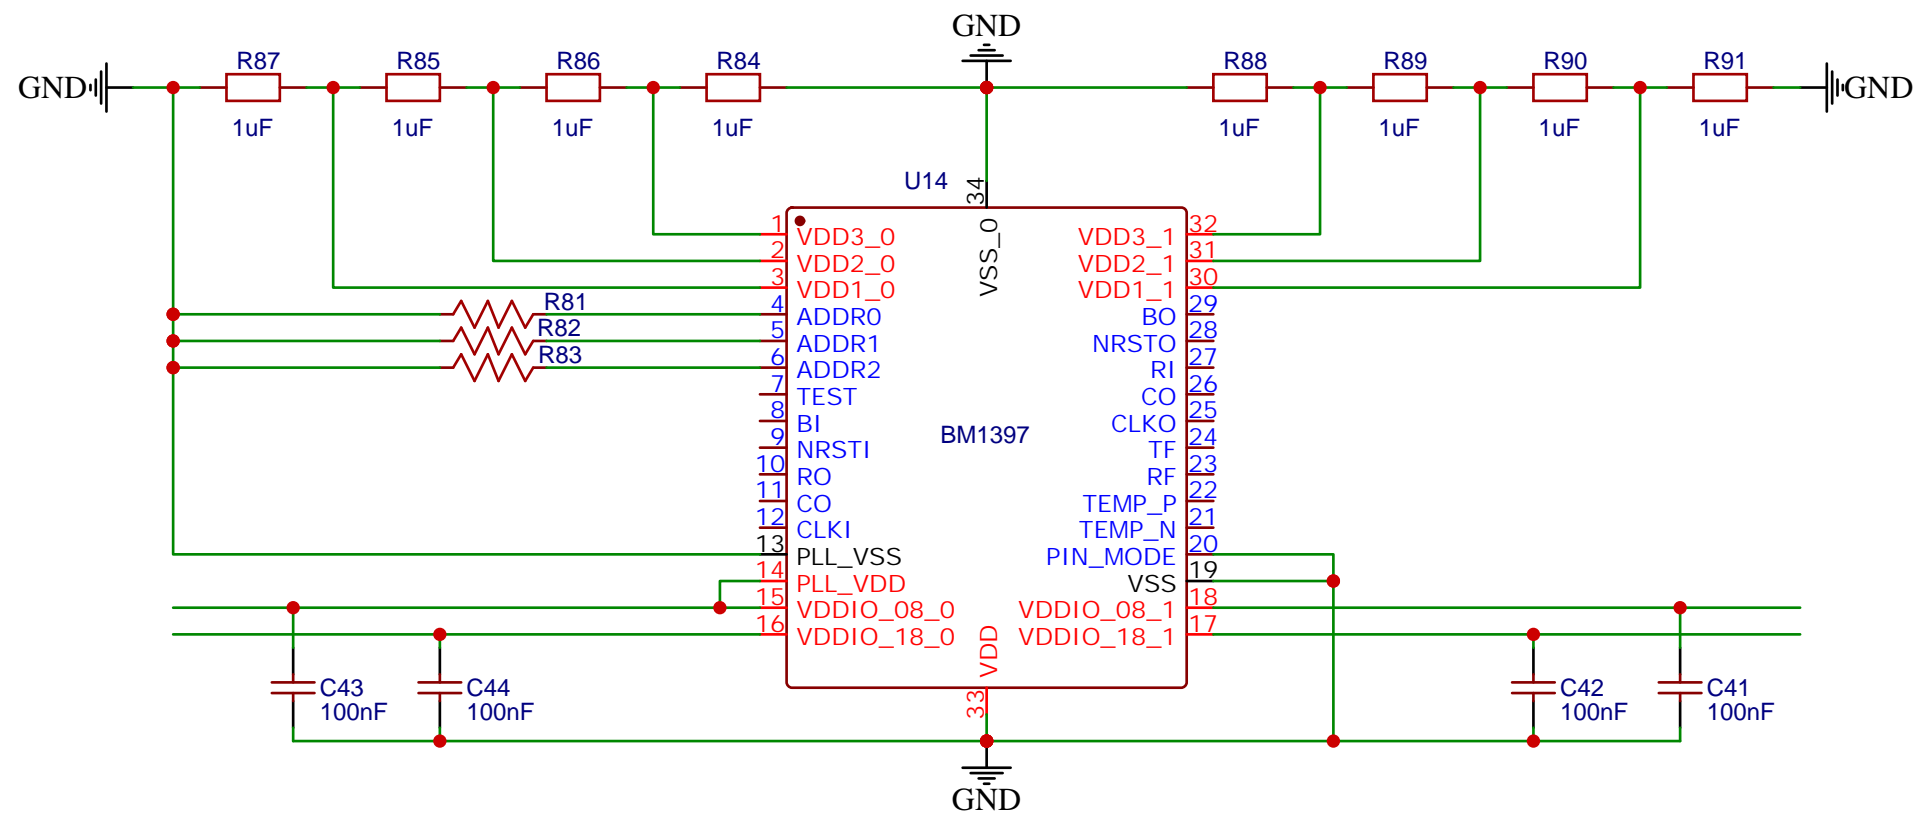 GND
R87
R85
R86
R84
R88
R89
R90
R91
GND
GND
1uF
1uF
1uF
1uF
1uF
1uF
1uF
1uF
U14
34
VSS_0
1
VDD3_0
2
VDD2_0
3
VDD1_0
R81
4
ADDR0
R82
5
ADDR1
R83
6
ADDR2
7
TEST
8
BI
9
NRSTI
10
RO
11
CO
12
CLKI
13
PLL_VSS
14
PLL_VDD
15
VDDIO_08_0
16
VDDIO_18_0
BM1397
32
VDD3_1
31
VDD2_1
30
VDD1_1
29
BO
28
NRSTO
27
RI
26
CO
25
CLKO
24
TF
23
RF
22
TEMP_P
21
TEMP_N
20
PIN_MODE
19
VSS
18
VDDIO_08_1
17
VDDIO_18_1
VDD
33
C43
100nF
C44
100nF
C42
100nF
C41
100nF
GND